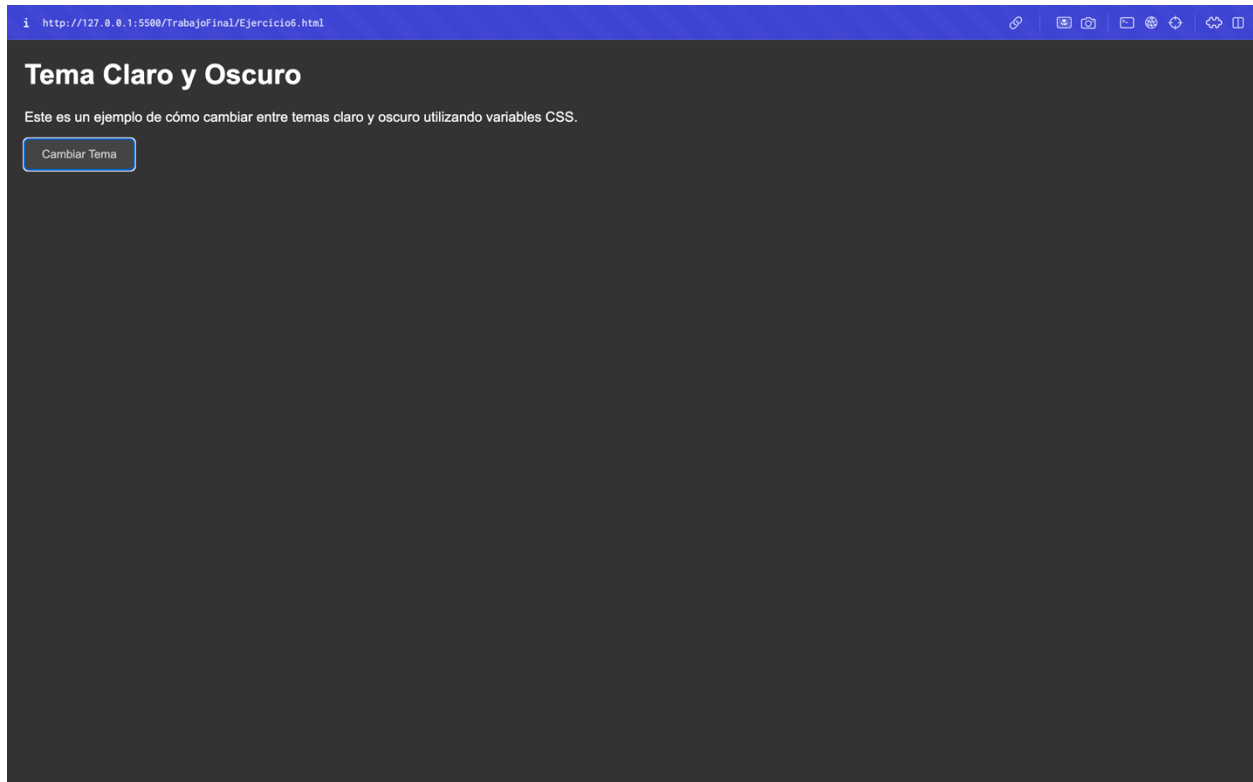 i http://127.0.0.1:5500/TrabajoFinal/Ejercicio6.html
Tema Claro y Oscuro
Este es un ejemplo de cómo cambiar entre temas claro y oscuro utilizando variables CSS.
Cambiar Tema